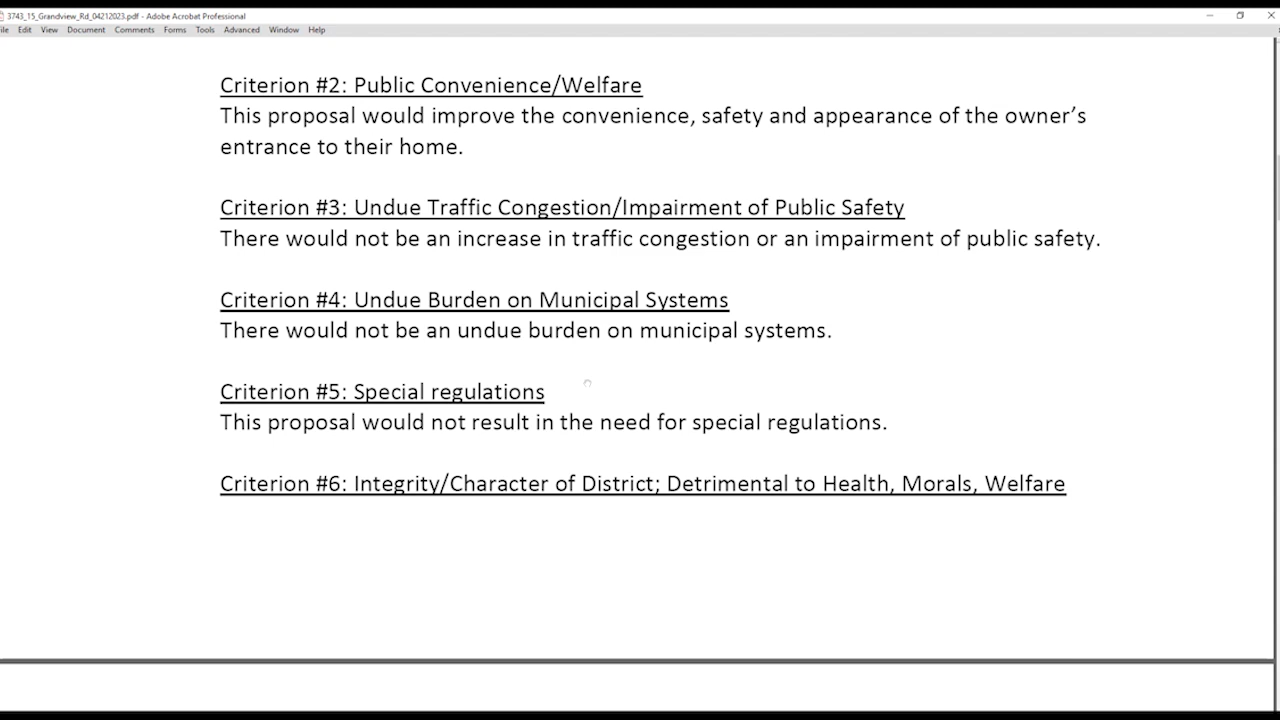 3743_15_Grandview_Rd_04212023.pdf - Adobe Acrobat Professional
File Edit View Document Comments Forms Tools Advanced Window Help
Criterion #2: Public Convenience/Welfare
This proposal would improve the convenience, safety and appearance of the owner’s
entrance to their home.
Criterion #3: Undue Traffic Congestion/Impairment of Public Safety
There would not be an increase in traffic congestion or an impairment of public safety.
Criterion #4: Undue Burden on Municipal Systems
There would not be an undue burden on municipal systems.
Criterion #5: Special regulations
This proposal would not result in the need for special regulations.
Criterion #6: Integrity/Character of District; Detrimental to Health, Morals, Welfare